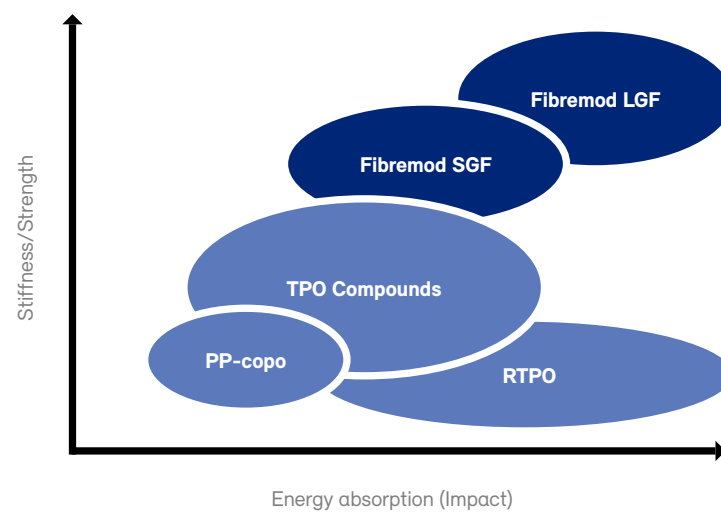 Fibremod LGF
Fibremod SGF
TPO Compounds
PP-copo
RTPO
Stiffness/Strength
Energy absorption (Impact)